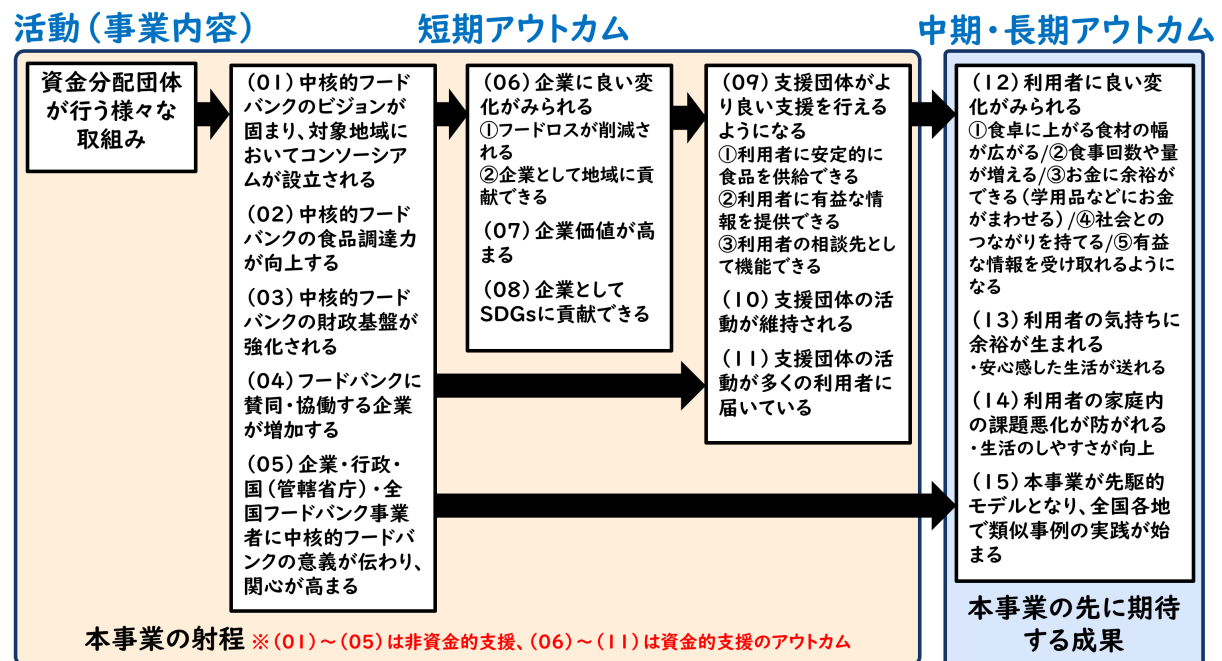 活動(事業内容)
短期アウトカム
中期・長期アウトカム
資金分配団体
が行う様々な
取組み
(01)中核的フード
バンクのビジョンが
固まり、対象地域に
おいてコンソーシア
ムが設立される
(02)中核的フード
バンクの食品調達力
が向上する
(03)中核的フード
バンクの財政基盤が
強化される
(04)フードバンクに
賛同・協働する企業
が増加する
(05)企業・行政・
国(管轄省庁)・全
国フードバンク事業
者に中核的フードバ
ンクの意義が伝わり、
関心が高まる
(06)企業に良い変
化がみられる
①フードロスが削減さ
れる
②企業として地域に貢
献できる
(07)企業価値が高
まる
(08)企業として
SDGsに貢献できる
(09)支援団体がよ
り良い支援を行える
ようになる
①利用者に安定的に
食品を供給できる
②利用者に有益な情
報を提供できる
③利用者の相談先とし
て機能できる
(10)支援団体の活
動が維持される
(11)支援団体の活
動が多くの利用者に
届いている
(12)利用者に良い変
化がみられる
①食卓に上がる食材の幅
が広がる/②食事回数や量
が増える/③お金に余裕が
できる(学用品などにお金
がまわせる)/④社会との
つながりを持てる/⑤有益
な情報を受け取れるように
なる
(13)利用者の気持ちに
余裕が生まれる
・安心感した生活が送れる
(14)利用者の家庭内
の課題悪化が防がれる
・生活のしやすさが向上
(15)本事業が先駆的
モデルとなり、全国各地
で類似事例の実践が始
まる
本事業の射程 ※(01)～(05)は非資金的支援、(06)～(11)は資金的支援のアウトカム
本事業の先に期待
する成果